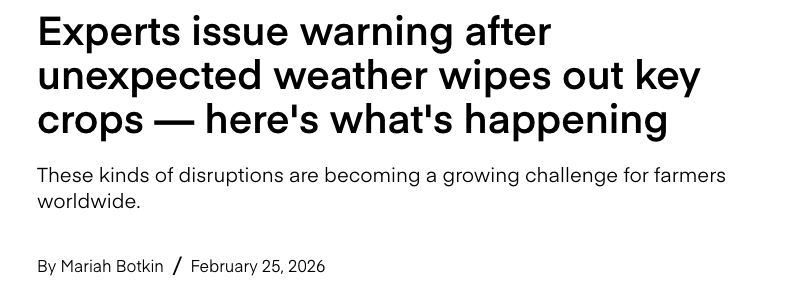 Experts issue warning after
unexpected weather wipes out key
crops — here's what's happening
These kinds of disruptions are becoming a growing challenge for farmers
worldwide.
By Mariah Botkin / February 25, 2026